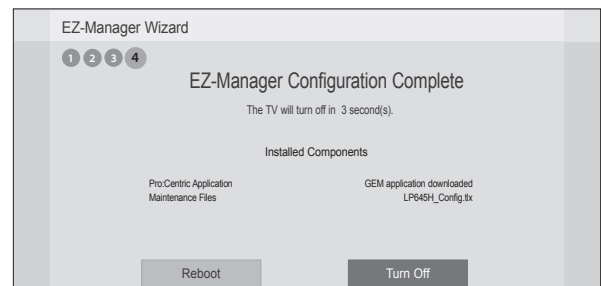 EZ-Manager Wizard
1 2 3 4
EZ-Manager Configuration Complete
The TV will turn off in 3 second(s).
Installed Components
Pro:Centric Application GEM application downloaded
Maintenance Files LP645H_Config.tlx
Reboot Turn Off